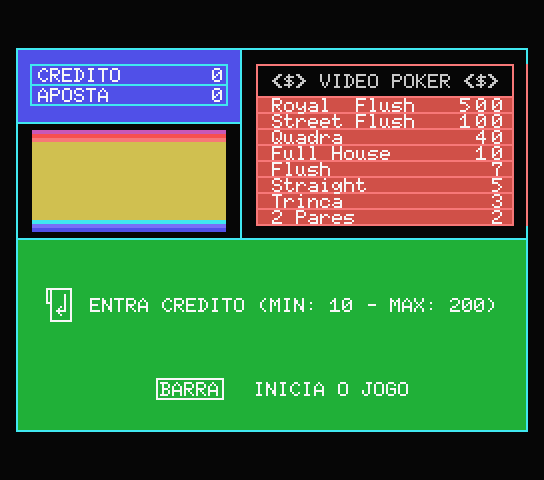 CREDITO 0
APOSTA 0
<$> VIDEO POKER <$>
Royal Flush 500
Street Flush 100
Quadra 40
Full House 10
Flush 7
Straight 5
Trinca 3
2 Pares 2
ENTRA CREDITO (MIN: 10 - MAX: 200)
BARRA INICIA O JOGO